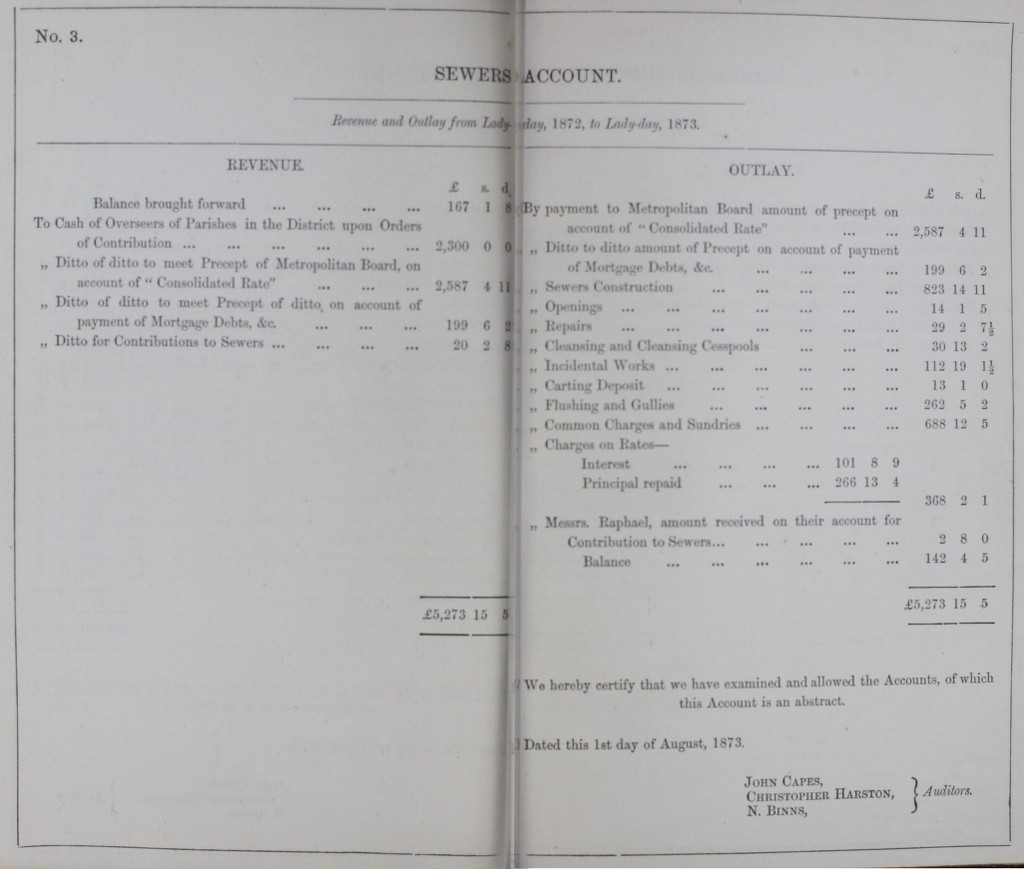 No. 3.
SEWERS ACCOUNT.
Revenue and Outlay from Lady-day, 1872, to Lady-day, 1873.
REVENUE.
£ s. d.
Balance brought forward ... ... ... ... 167 1 8
To Cash of Overseers of Parishes in the District upon Orders
of Contribution ... ... ... ... ... ... 2,300 0 0
„ Ditto of ditto to meet Precept of Metropolitan Board, on
account of "Consolidated Rate" ... ... ... 2,587 4 11
„ Ditto of ditto to meet Precept of ditto, on account of
payment of Mortgage Debts, &c. ... ... ... 199 6 2
„ Ditto for Contributions to Sewers ... ... ... ... 20 2 8
£5,273 15 5
OUTLAY.
£ s. d.
By payment to Metropolitan Board amount of precept on
account of "Consolidated Rate" ... ... 2,587 4 11
„ Ditto to ditto amount of Precept on account of payment
of Mortgage Debts, &c. ... ... ... ... 199 6 2
„ Sewers Construction ... ... ... ... ... 823 14 11
„ Openings ... ... ... ... ... ... ... 14 1 5
„ Repairs ... ... ... ... ... ... ... 29 2 7½
„ Cleansing and Cleansing Cesspools ... ... ... 30 13 2
„ Incidental Works ... ... ... ... ... ... 112 19 1½
„ Carting Deposit ... ... ... ... ... ... 13 1 0
„ Flushing and Gullies ... ... ... ... ... 262 5 2
„ Common Charges and Sundries ... ... ... ... 688 12 5
„ Charges on Rates—
Interest ... ... ... ... 101 8 9
Principal repaid ... ... ... 266 13 4
368 2 1
„ Messrs. Raphael, amount received on their account for
Contribution to Sewers... ... ... ... ... 2 8 0
Balance ... ... ... ... ... ... 142 4 5
£5,273 15 5
We hereby certify that we have examined and allowed the Accounts, of which
this Account is an abstract.
Dated this 1st day of August, 1873.
JOHN CAPES,
CHRISTOPHER HARSTON,
N. BINNS,
} Auditors.